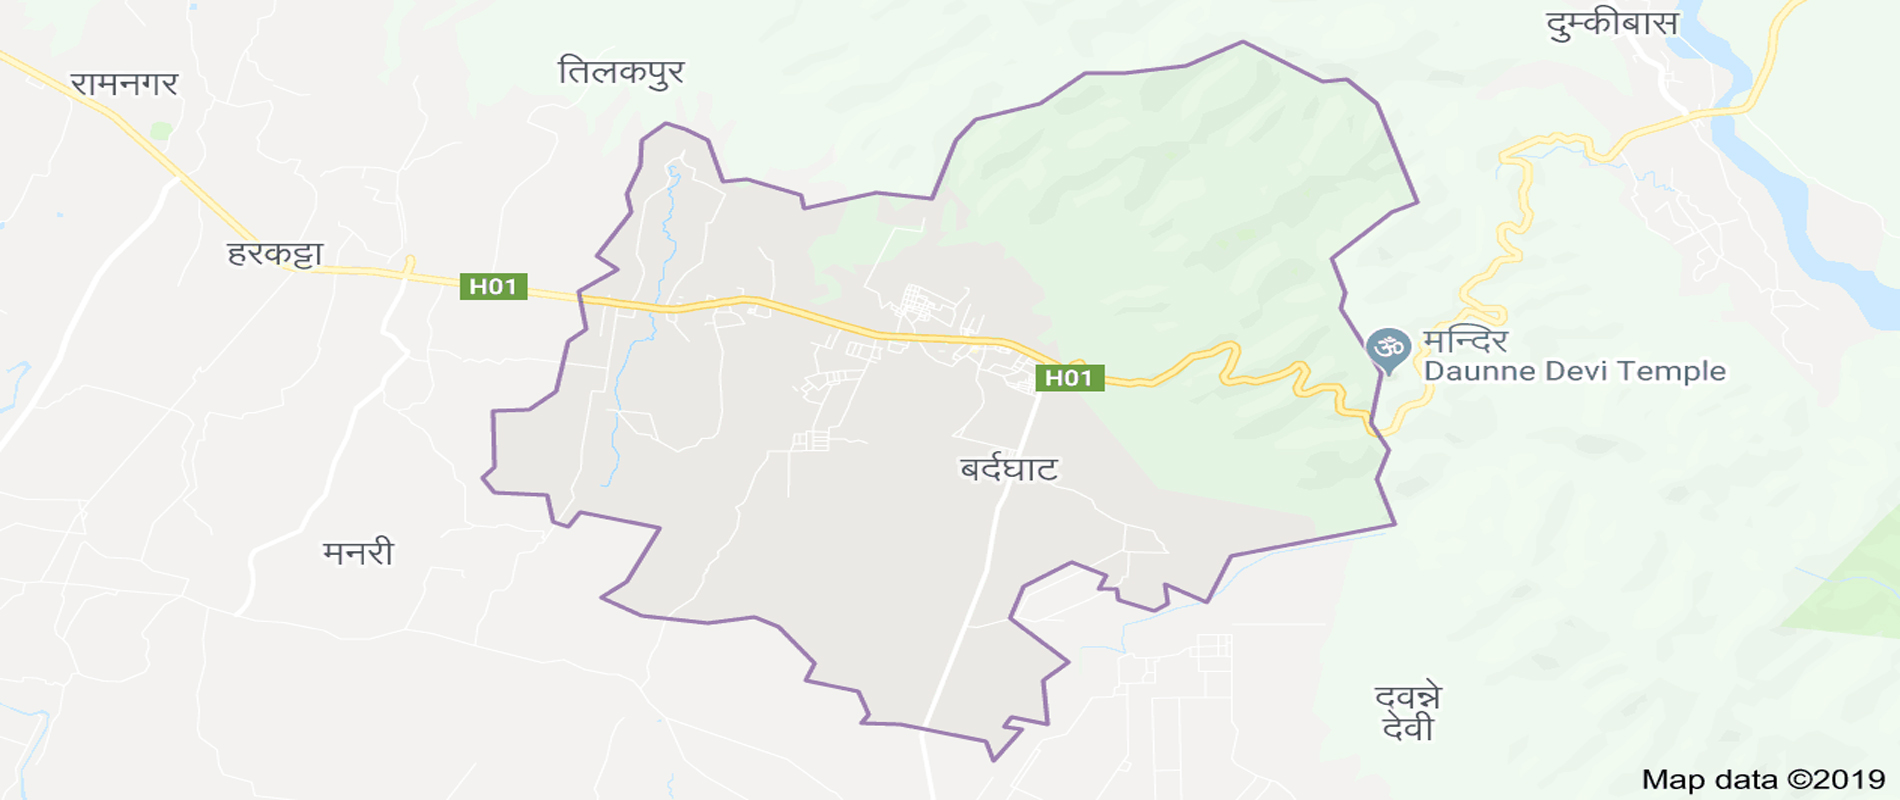 दुम्कीबास
तिलकपुर
रामनगर
हरकट्टा
H01
मन्दिर
Daunne Devi Temple
H01
बर्दघाट
मनरी
दवन्ने
देवी
Map data ©2019